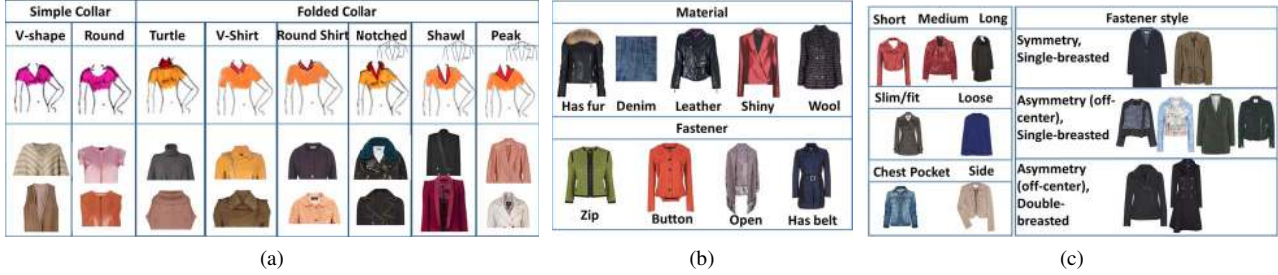 Simple Collar
Folded Collar
V-shape
Round
Turtle
V-Shirt
Round Shirt
Notched
Shawl
Peak
(a)
Material
Has fur
Denim
Leather
Shiny
Wool
Fastener
Zip
Button
Open
Has belt
(b)
Short
Medium
Long
Slim/fit
Loose
Chest Pocket
Side
Fastener style
Symmetry,
Single-breasted
Asymmetry (off-
center),
Single-breasted
Asymmetry
(off-center),
Double-
breasted
(c)